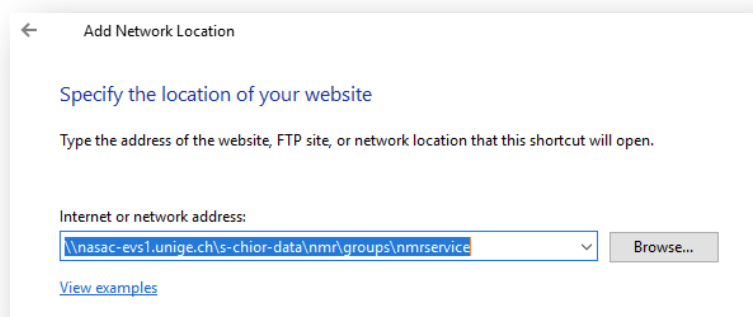 Add Network Location
Specify the location of your website
Type the address of the website, FTP site, or network location that this shortcut will open.
Internet or network address:
\\nasac-evs1.unige.ch\s-chior-data\nmr\groups\nmrservice
Browse...
View examples